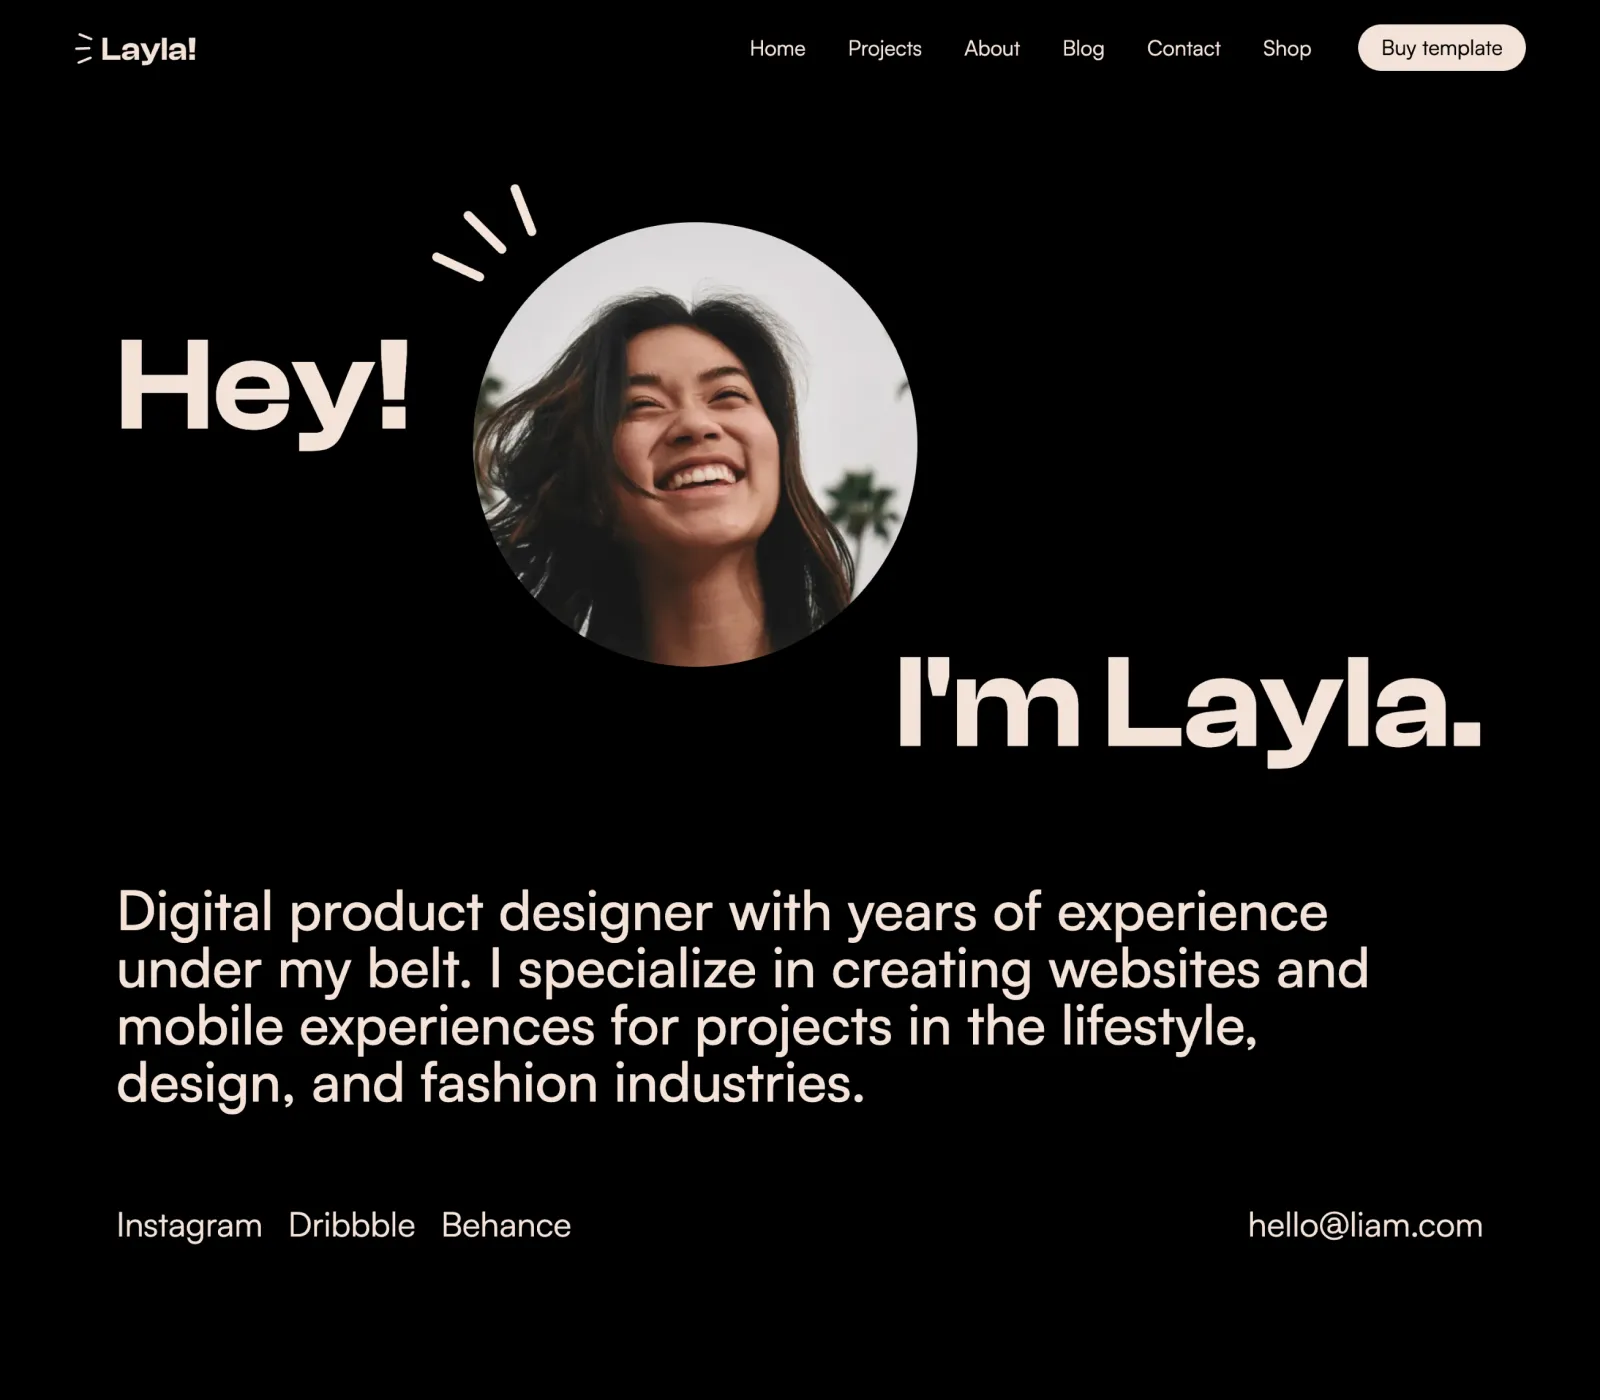 Layla!
Home
Projects
About
Blog
Contact
Shop
Buy template
Hey!
I'm Layla.
Digital product designer with years of experience
under my belt. I specialize in creating websites and
mobile experiences for projects in the lifestyle,
design, and fashion industries.
Instagram
Dribbble
Behance
hello@liam.com